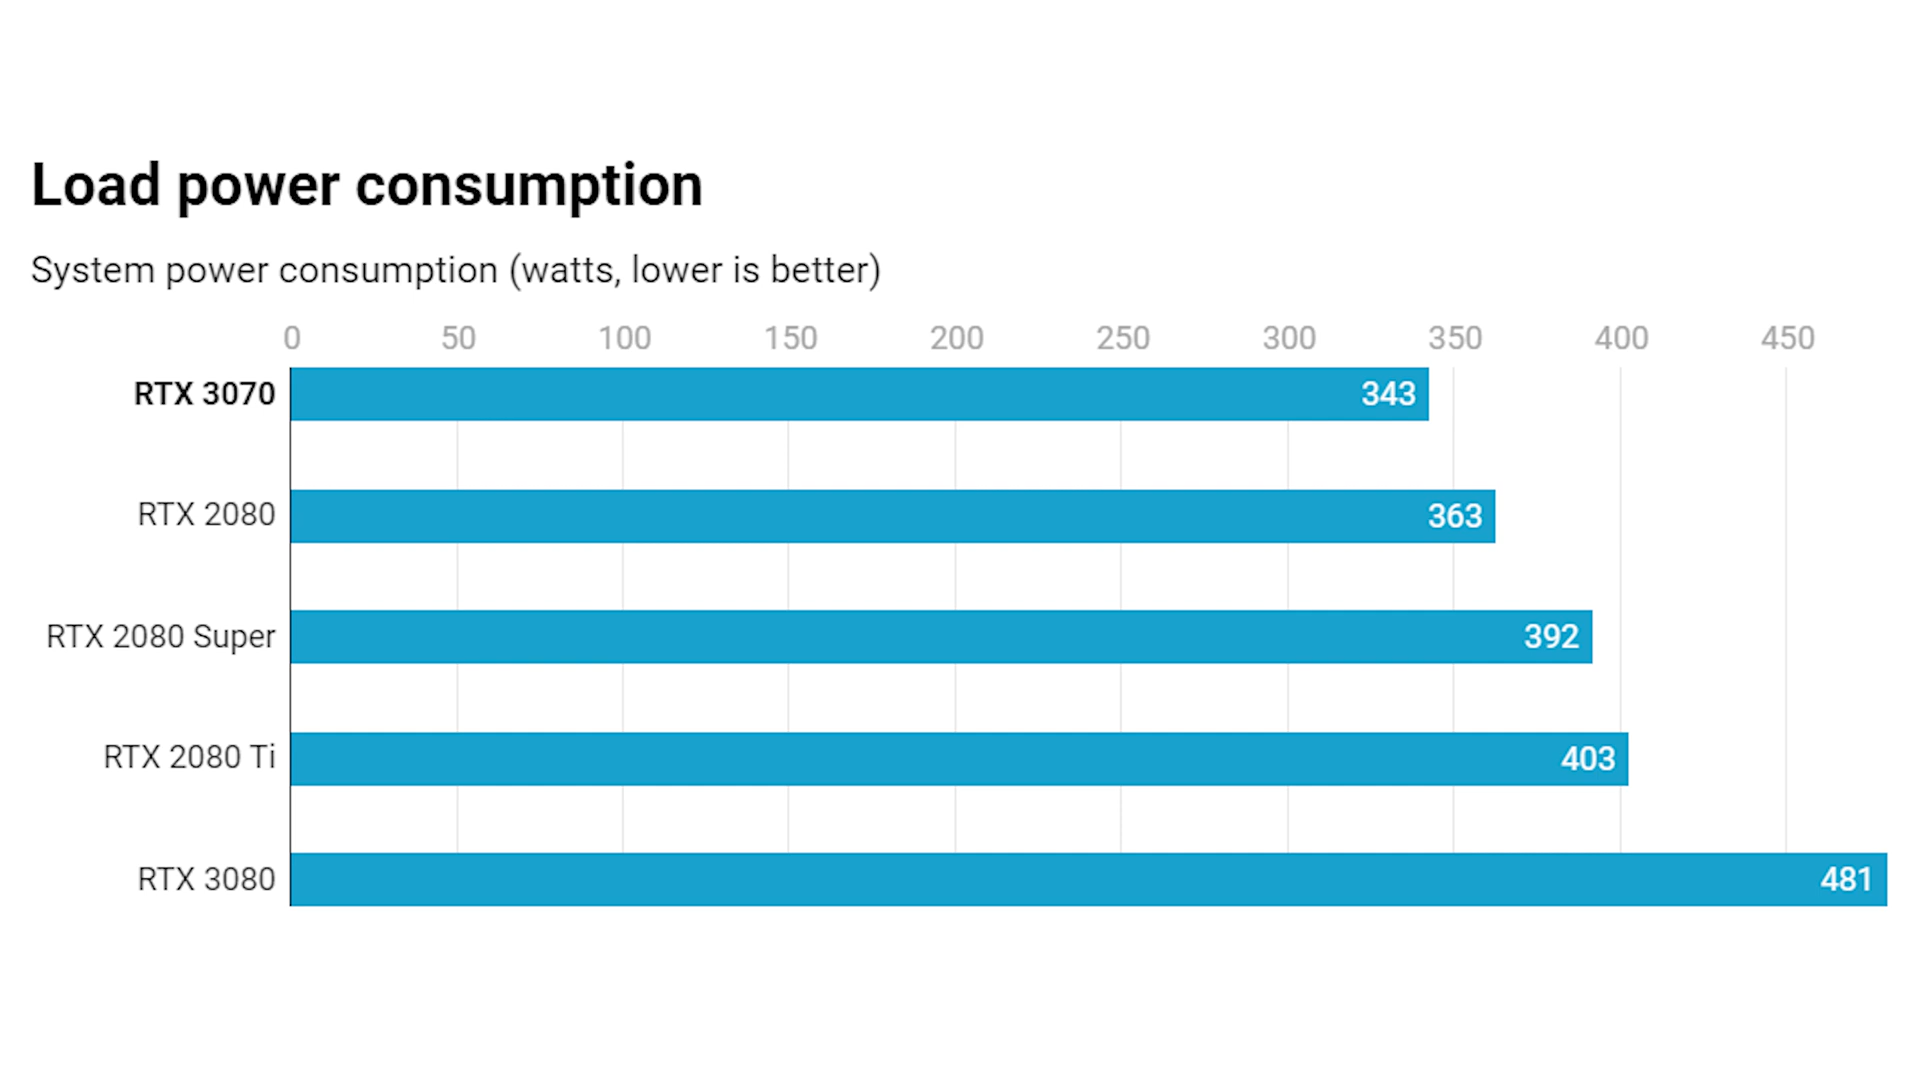 Load power consumption
System power consumption (watts, lower is better)
0 50 100 150 200 250 300 350 400 450
RTX 3070 343
RTX 2080 363
RTX 2080 Super 392
RTX 2080 Ti 403
RTX 3080 481